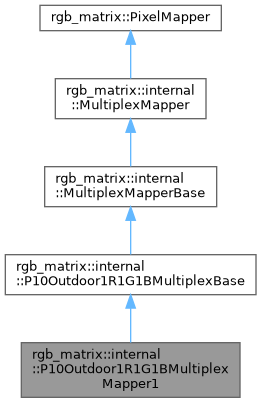 rgb_matrix::PixelMapper
rgb_matrix::internal
::MultiplexMapper
rgb_matrix::internal
::MultiplexMapperBase
rgb_matrix::internal
::P10Outdoor1R1G1BMultiplexBase
rgb_matrix::internal
::P10Outdoor1R1G1BMultiplex
Mapper1